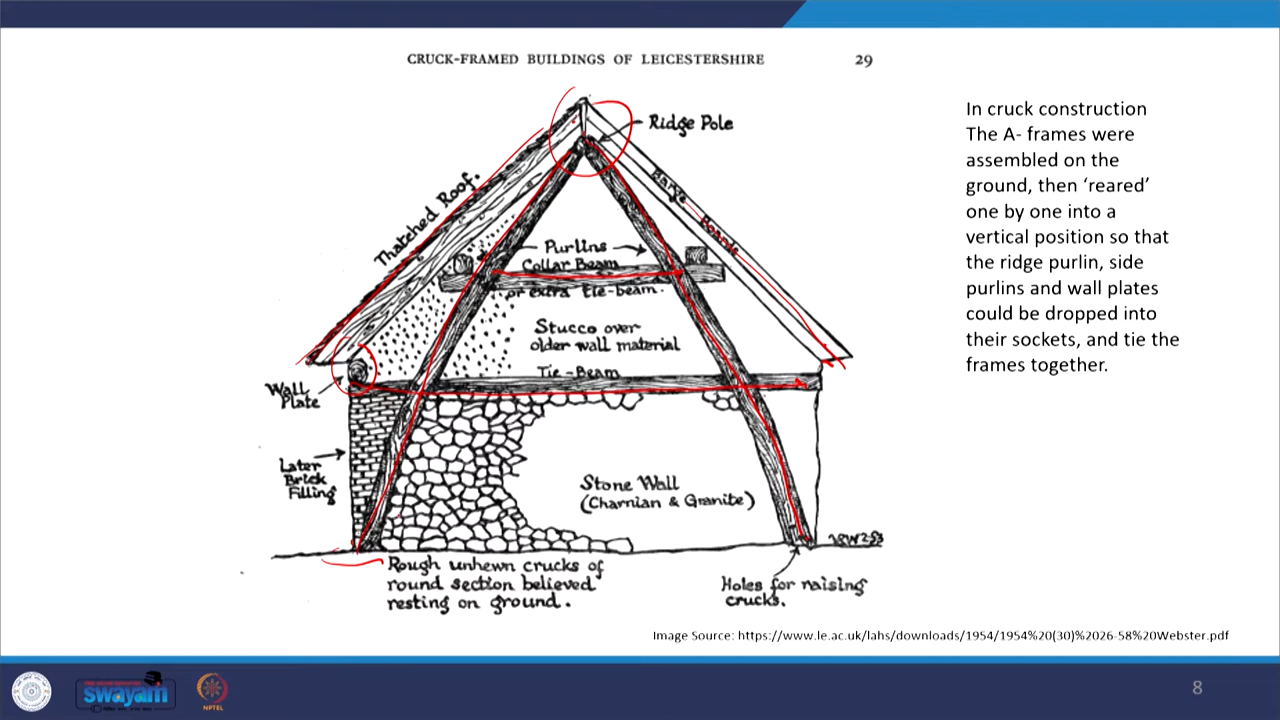 CRUCK-FRAMED BUILDINGS OF LEICESTERSHIRE 29
Ridge Pole
Thatched Roof.
Barge Boards
Purlins
Collar Beam
or extra tie-beam.
Stucco over
older wall material
Tie-Beam
Wall
Plate
Later
Brick
Filling
Stone Wall
(Charnian & Granite)
Rough unhewn crucks of
round section believed
resting on ground.
Holes for raising
crucks.
In cruck construction
The A- frames were
assembled on the
ground, then ‘reared’
one by one into a
vertical position so that
the ridge purlin, side
purlins and wall plates
could be dropped into
their sockets, and tie the
frames together.
Image Source: https://www.le.ac.uk/lahs/downloads/1954/1954%20(30)%2026-58%20Webster.pdf
swayam
NPTEL
8